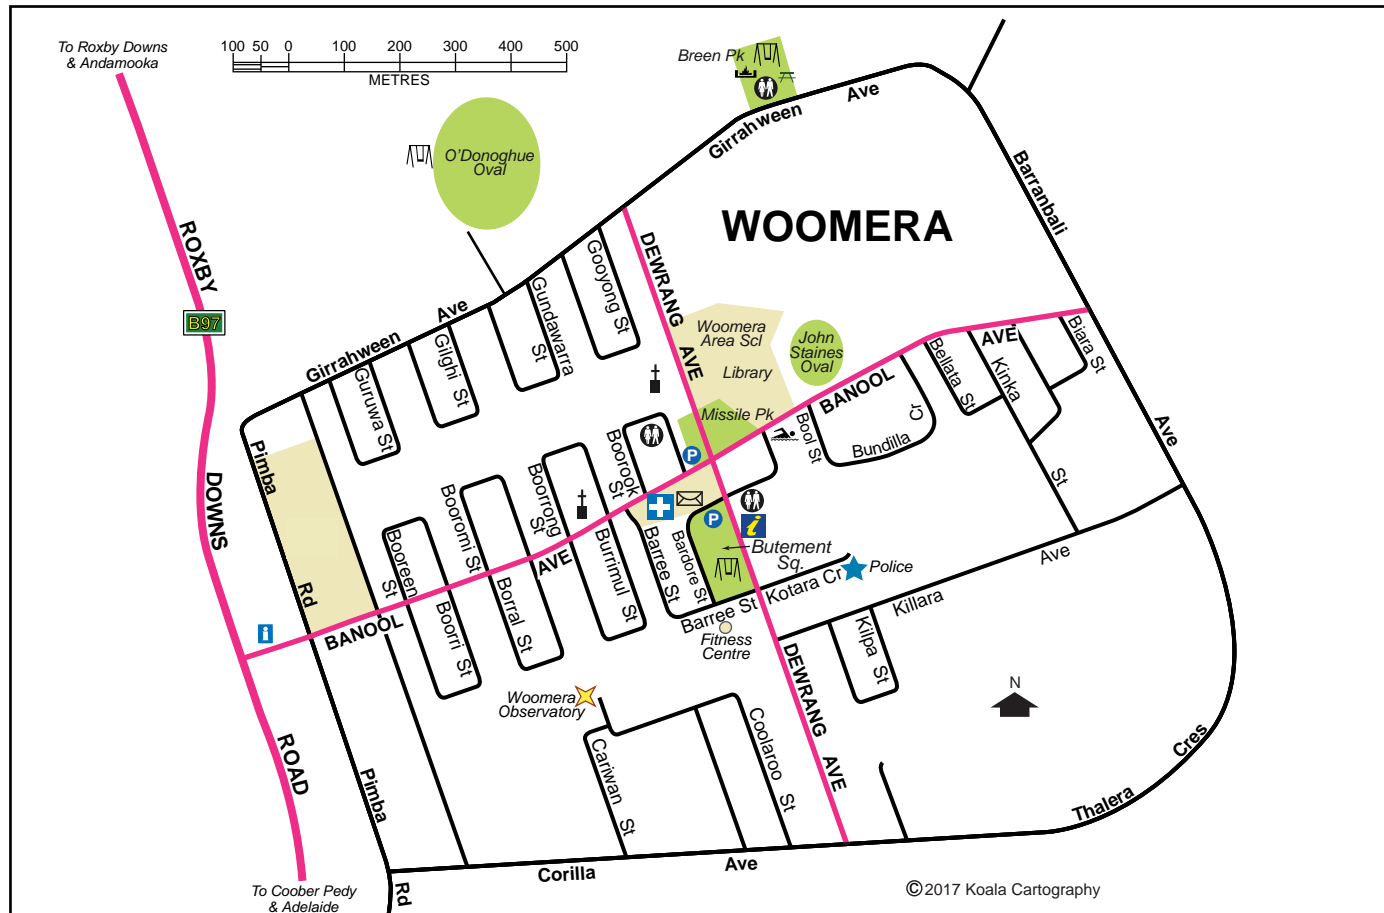 To Roxby Downs
& Andamooka
100 50 0 100 200 300 400 500
METRES
Breen Pk
Girrahween
Ave
O'Donoghue
Oval
Barranbali
Ave
WOOMERA
ROXBY
B97
DOWNS
ROAD
DEWRANG
AVE
Gooyong St
Gundawarra
St
Girrahween
Ave
Gilghi St
Guruwa St
Woomera
Area Scl
Library
John
Staines
Oval
Missile Pk
BANOOL
AVE
Biara St
Bellata St
Kinka
St
Bool St
Bundilla
Cr
Pimba
Rd
Boorook
St
Boorrong
St
Booromi St
Booreen
St
P
P
i
Butement
Sq.
Barree St
Bardore St
Burrimul St
AVE
Borral St
Boorri St
BANOOL
i
Barree St
Kotara Cr
Police
Fitness
Centre
Killara
Ave
Kilpa St
DEWRANG
AVE
N
Woomera
Observatory
Cariwan St
Coolaroo St
Pimba
Rd
Corilla
Ave
Thalera
Cres
To Coober Pedy
& Adelaide
©2017 Koala Cartography